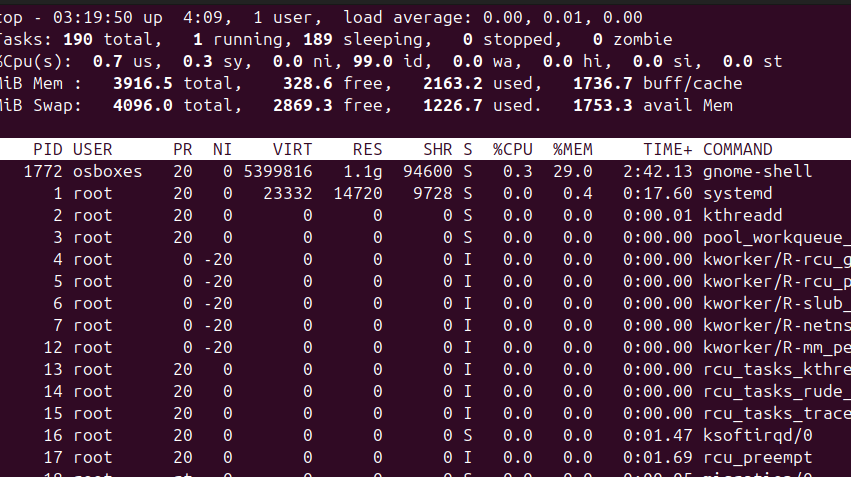 top - 03:19:50 up  4:09,  1 user,  load average: 0.00, 0.01, 0.00
Tasks: 190 total,   1 running, 189 sleeping,   0 stopped,   0 zombie
%Cpu(s):  0.7 us,  0.3 sy,  0.0 ni, 99.0 id,  0.0 wa,  0.0 hi,  0.0 si,  0.0 st
MiB Mem :   3916.5 total,    328.6 free,   2163.2 used,   1736.7 buff/cache
MiB Swap:   4096.0 total,   2869.3 free,   1226.7 used.   1753.3 avail Mem
PID USER      PR  NI    VIRT    RES    SHR S  %CPU  %MEM     TIME+ COMMAND
1772 osboxes   20   0 5399816   1.1g  94600 S   0.3  29.0   2:42.13 gnome-shell
1 root      20   0   23332  14720   9728 S   0.0   0.4   0:17.60 systemd
2 root      20   0       0      0      0 S   0.0   0.0   0:00.01 kthreadd
3 root      20   0       0      0      0 S   0.0   0.0   0:00.00 pool_workqueue_
4 root       0 -20       0      0      0 I   0.0   0.0   0:00.00 kworker/R-rcu_g
5 root       0 -20       0      0      0 I   0.0   0.0   0:00.00 kworker/R-rcu_p
6 root       0 -20       0      0      0 I   0.0   0.0   0:00.00 kworker/R-slub_
7 root       0 -20       0      0      0 I   0.0   0.0   0:00.00 kworker/R-netns
12 root       0 -20       0      0      0 I   0.0   0.0   0:00.00 kworker/R-mm_pe
13 root      20   0       0      0      0 I   0.0   0.0   0:00.00 rcu_tasks_kthre
14 root      20   0       0      0      0 I   0.0   0.0   0:00.00 rcu_tasks_rude_
15 root      20   0       0      0      0 I   0.0   0.0   0:00.00 rcu_tasks_trace
16 root      20   0       0      0      0 S   0.0   0.0   0:01.47 ksoftirqd/0
17 root      20   0       0      0      0 I   0.0   0.0   0:01.69 rcu_preempt